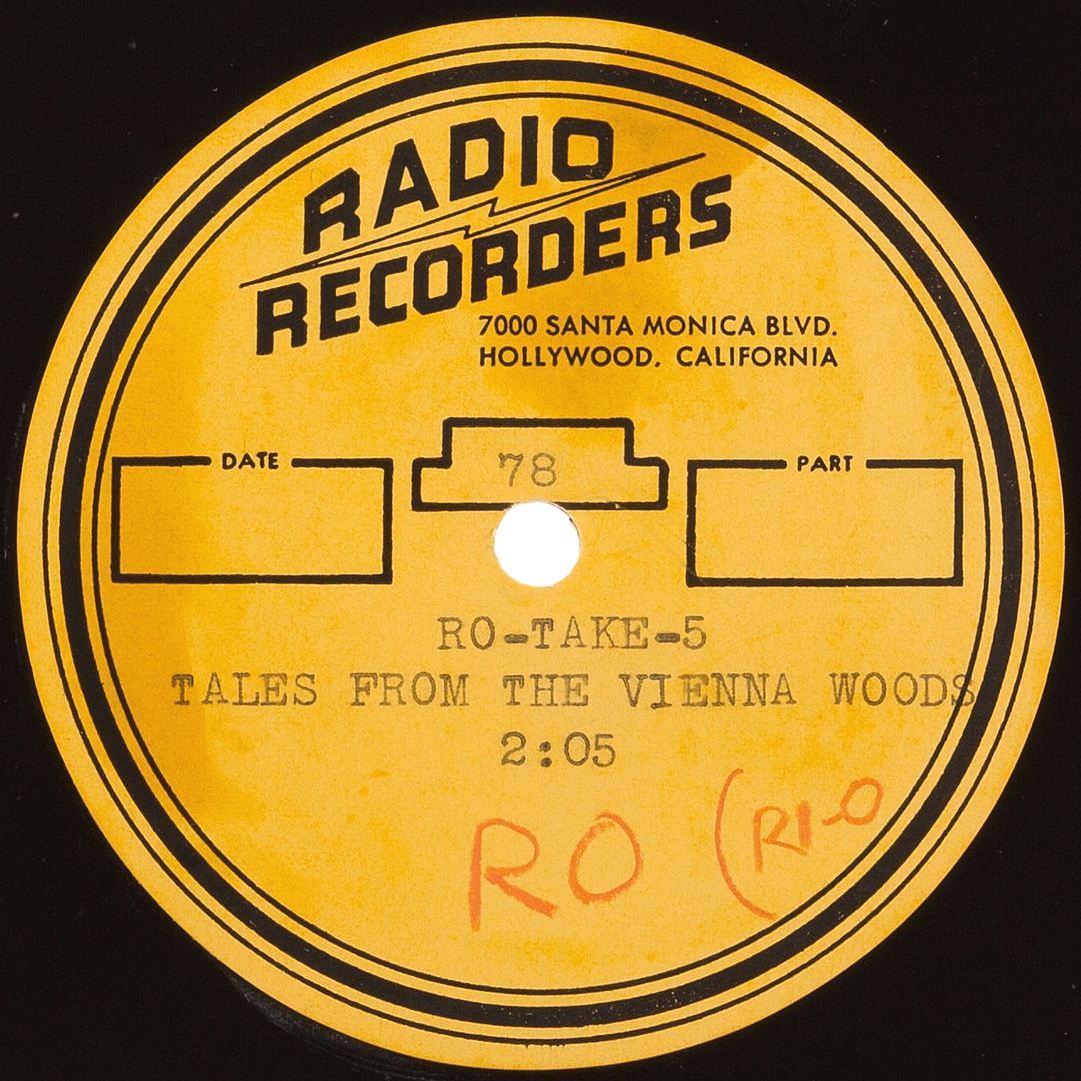 RADIO
RECORDERS
7000 SANTA MONICA BLVD.
HOLLYWOOD, CALIFORNIA
DATE
78
PART
RO-TAKE-5
TALES FROM THE VIENNA WOODS
2:05
RO (RI-O